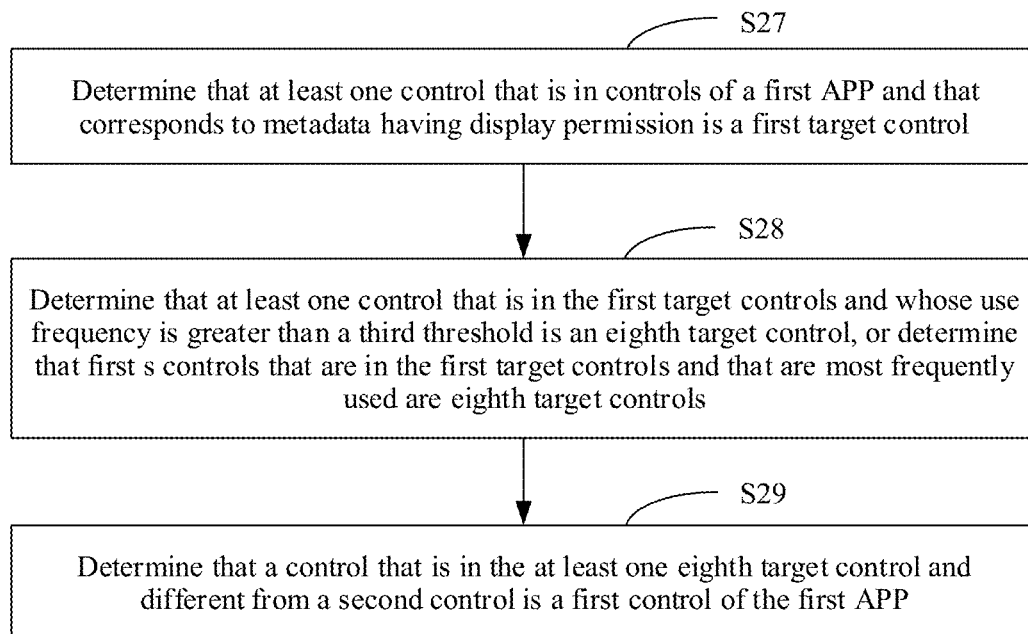 S27
Determine that at least one control that is in controls of a first APP and that
corresponds to metadata having display permission is a first target control
S28
Determine that at least one control that is in the first target controls and whose use
frequency is greater than a third threshold is an eighth target control, or determine
that first s controls that are in the first target controls and that are most frequently
used are eighth target controls
S29
Determine that a control that is in the at least one eighth target control and
different from a second control is a first control of the first APP